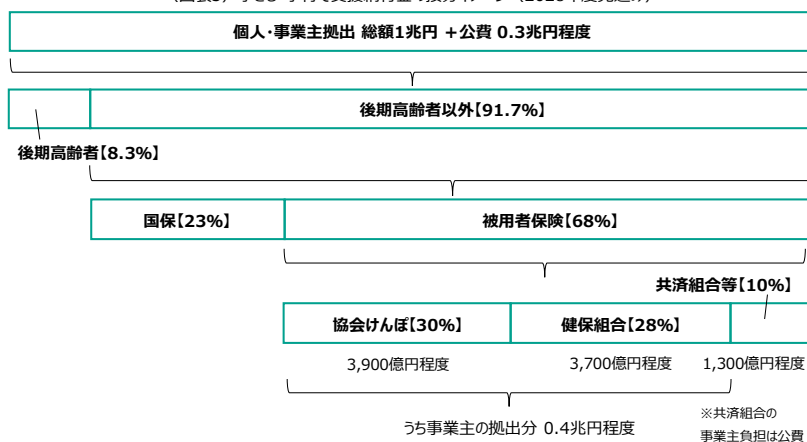 個人・事業主拠出 総額1兆円 ＋公費 0.3兆円程度
後期高齢者以外【91.7%】
後期高齢者【8.3%】
国保【23%】
被用者保険【68%】
共済組合等【10%】
協会けんぽ【30%】
健保組合【28%】
3,900億円程度
3,700億円程度
1,300億円程度
うち事業主の拠出分 0.4兆円程度
※共済組合の
事業主負担は公費